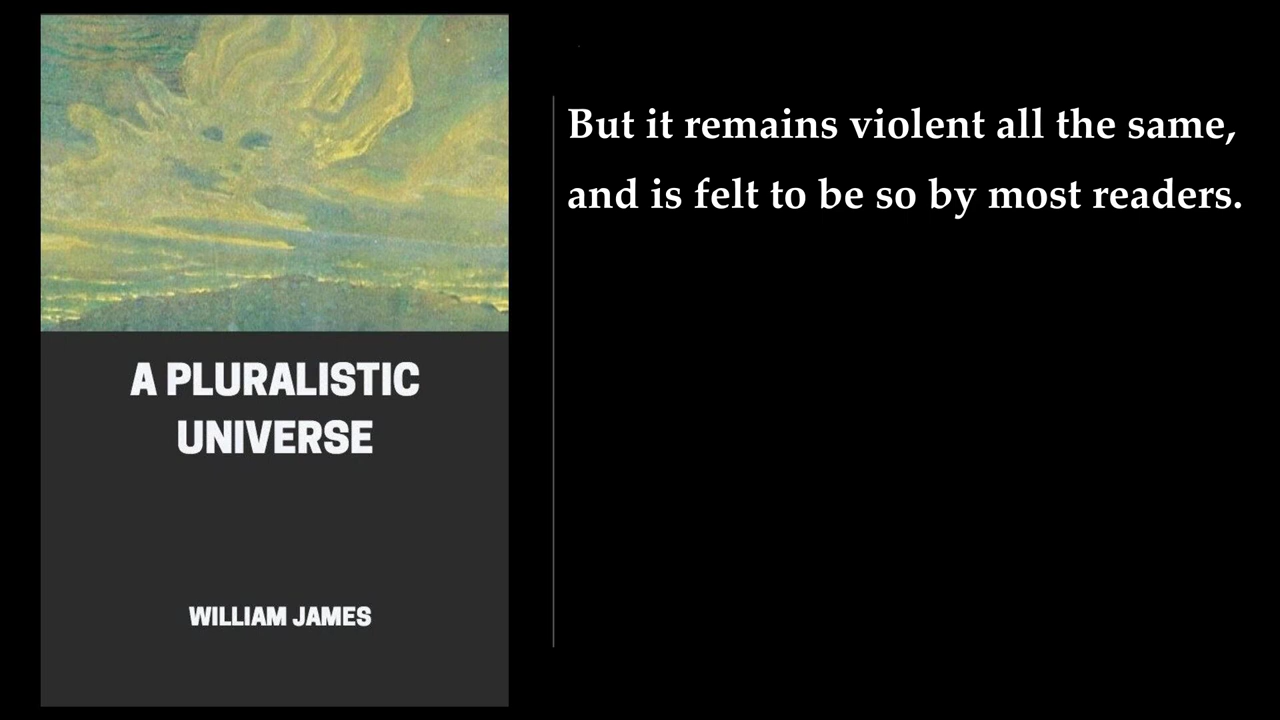 A PLURALISTIC
UNIVERSE
WILLIAM JAMES
But it remains violent all the same,
and is felt to be so by most readers.